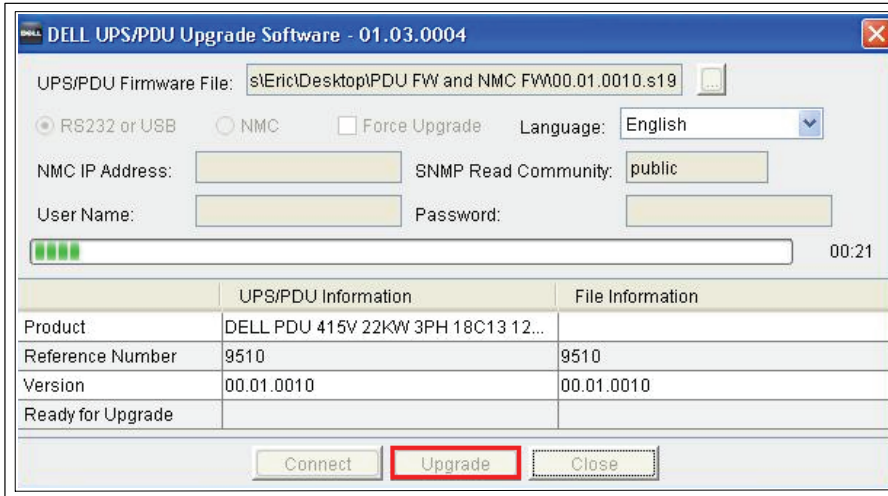 DELL DELL UPS/PDU Upgrade Software - 01.03.0004
UPS/PDU Firmware File: s\Eric\Desktop\PDU FW and NMC FW\00.01.0010.s19 ...
RS232 or USB NMC Force Upgrade Language: English
NMC IP Address: SNMP Read Community: public
User Name: Password:
00:21
UPS/PDU Information File Information
Product DELL PDU 415V 22KW 3PH 18C13 12...
Reference Number 9510 9510
Version 00.01.0010 00.01.0010
Ready for Upgrade
Connect Upgrade Close